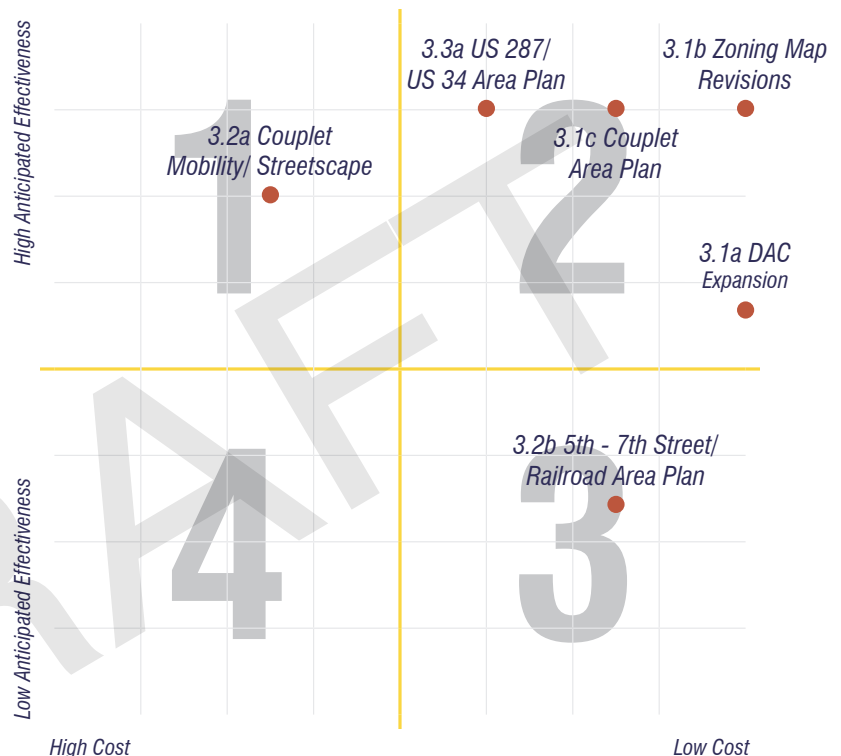 High Anticipated Effectiveness
3.3a US 287/
US 34 Area Plan
3.1b Zoning Map
Revisions
1
3.2a Couplet
Mobility/ Streetscape
2
3.1c Couplet
Area Plan
3.1a DAC
Expansion
Low Anticipated Effectiveness
4
3.2b 5th - 7th Street/
Railroad Area Plan
3
RAFT
High Cost
Low Cost